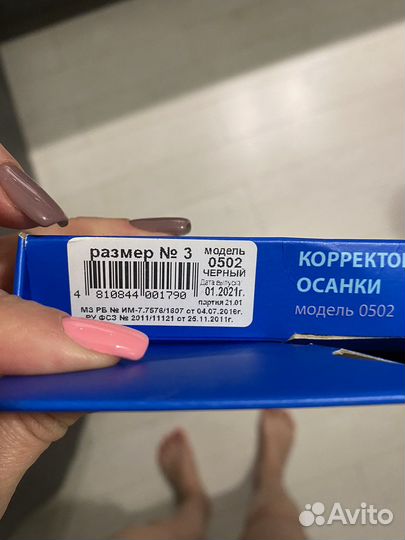 размер № 3
модель
0502
ЧЕРНЫЙ
Дата выпуска:
01.2021г.
партия 21.01
4 810844 001790
МЗ РБ № ИМ-7.7576/1607 от 04.07.2016г.
РУ ФСЗ № 2011/11121 от 25.11.2011г.
КОРРЕКТОР
ОСАНКИ
модель 0502
Avito